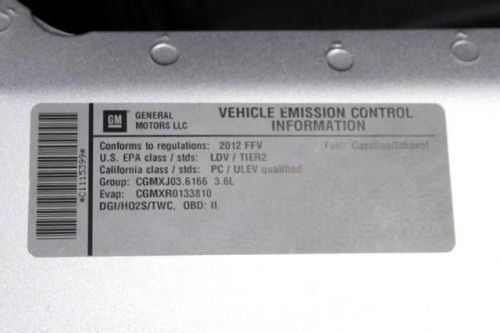 GM GENERAL MOTORS LLC
VEHICLE EMISSION CONTROL
INFORMATION
Conforms to regulations: 2012 FFV Fuel: Gasoline/Ethanol
U.S. EPA class / stds: LDV / TIER2
California class / stds: PC / ULEV qualified
Group: CGMXJ03.6166 3.6L
Evap: CGMXR0133810
DGI/HO2S/TWC, OBD: II
*C1115399*